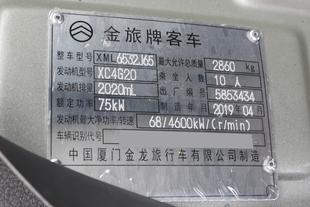 金旅牌客车
整车型号 XML6532J65 最大允许总质量 2860 kg
发动机型号 XC4G20 乘坐人数 10 人
发动机排量 2020mL 出厂编号 5853434
额定功率 75kW 制造年月 2019 04
发动机最大净功率/转速 68/4600kW/(r/min)
车辆识别代号
中国厦门金龙旅行车有限公司制造